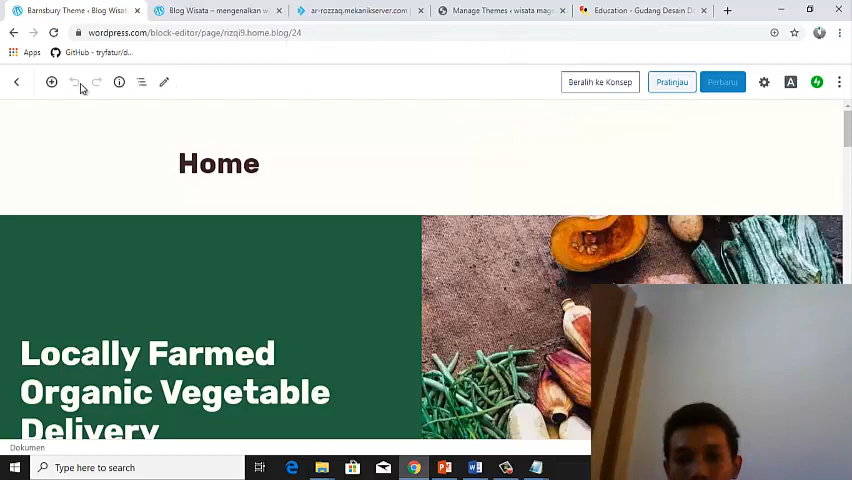 Barnsbury Theme ‹ Blog Wisat
Blog Wisata – mengenalkan w
ar-rozzaq.mekanikserver.com
Manage Themes ‹ wisata mage
Education - Gudang Desain D
wordpress.com/block-editor/page/rizqi9.home.blog/24
Apps
GitHub - tryfatur/d...
Beralih ke Konsep
Pratinjau
Perbarui
A
Home
Locally Farmed
Organic Vegetable
Delivery
Dokumen
Type here to search